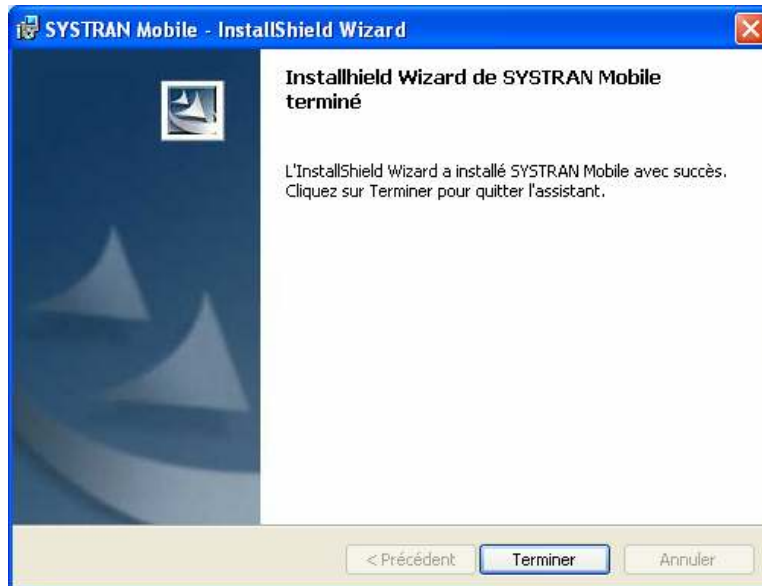 SYSTRAN Mobile - InstallShield Wizard
Installhield Wizard de SYSTRAN Mobile
terminé
L'InstallShield Wizard a installé SYSTRAN Mobile avec succès.
Cliquez sur Terminer pour quitter l'assistant.
< Précédent Terminer Annuler